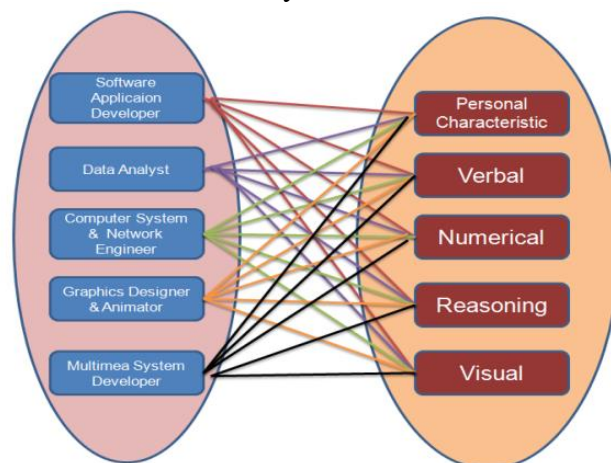 Software
Applicaion
Developer
Data Analyst
Computer System
& Network
Engineer
Graphics Designer
& Animator
Multimea System
Developer
Personal
Characteristic
Verbal
Numerical
Reasoning
Visual